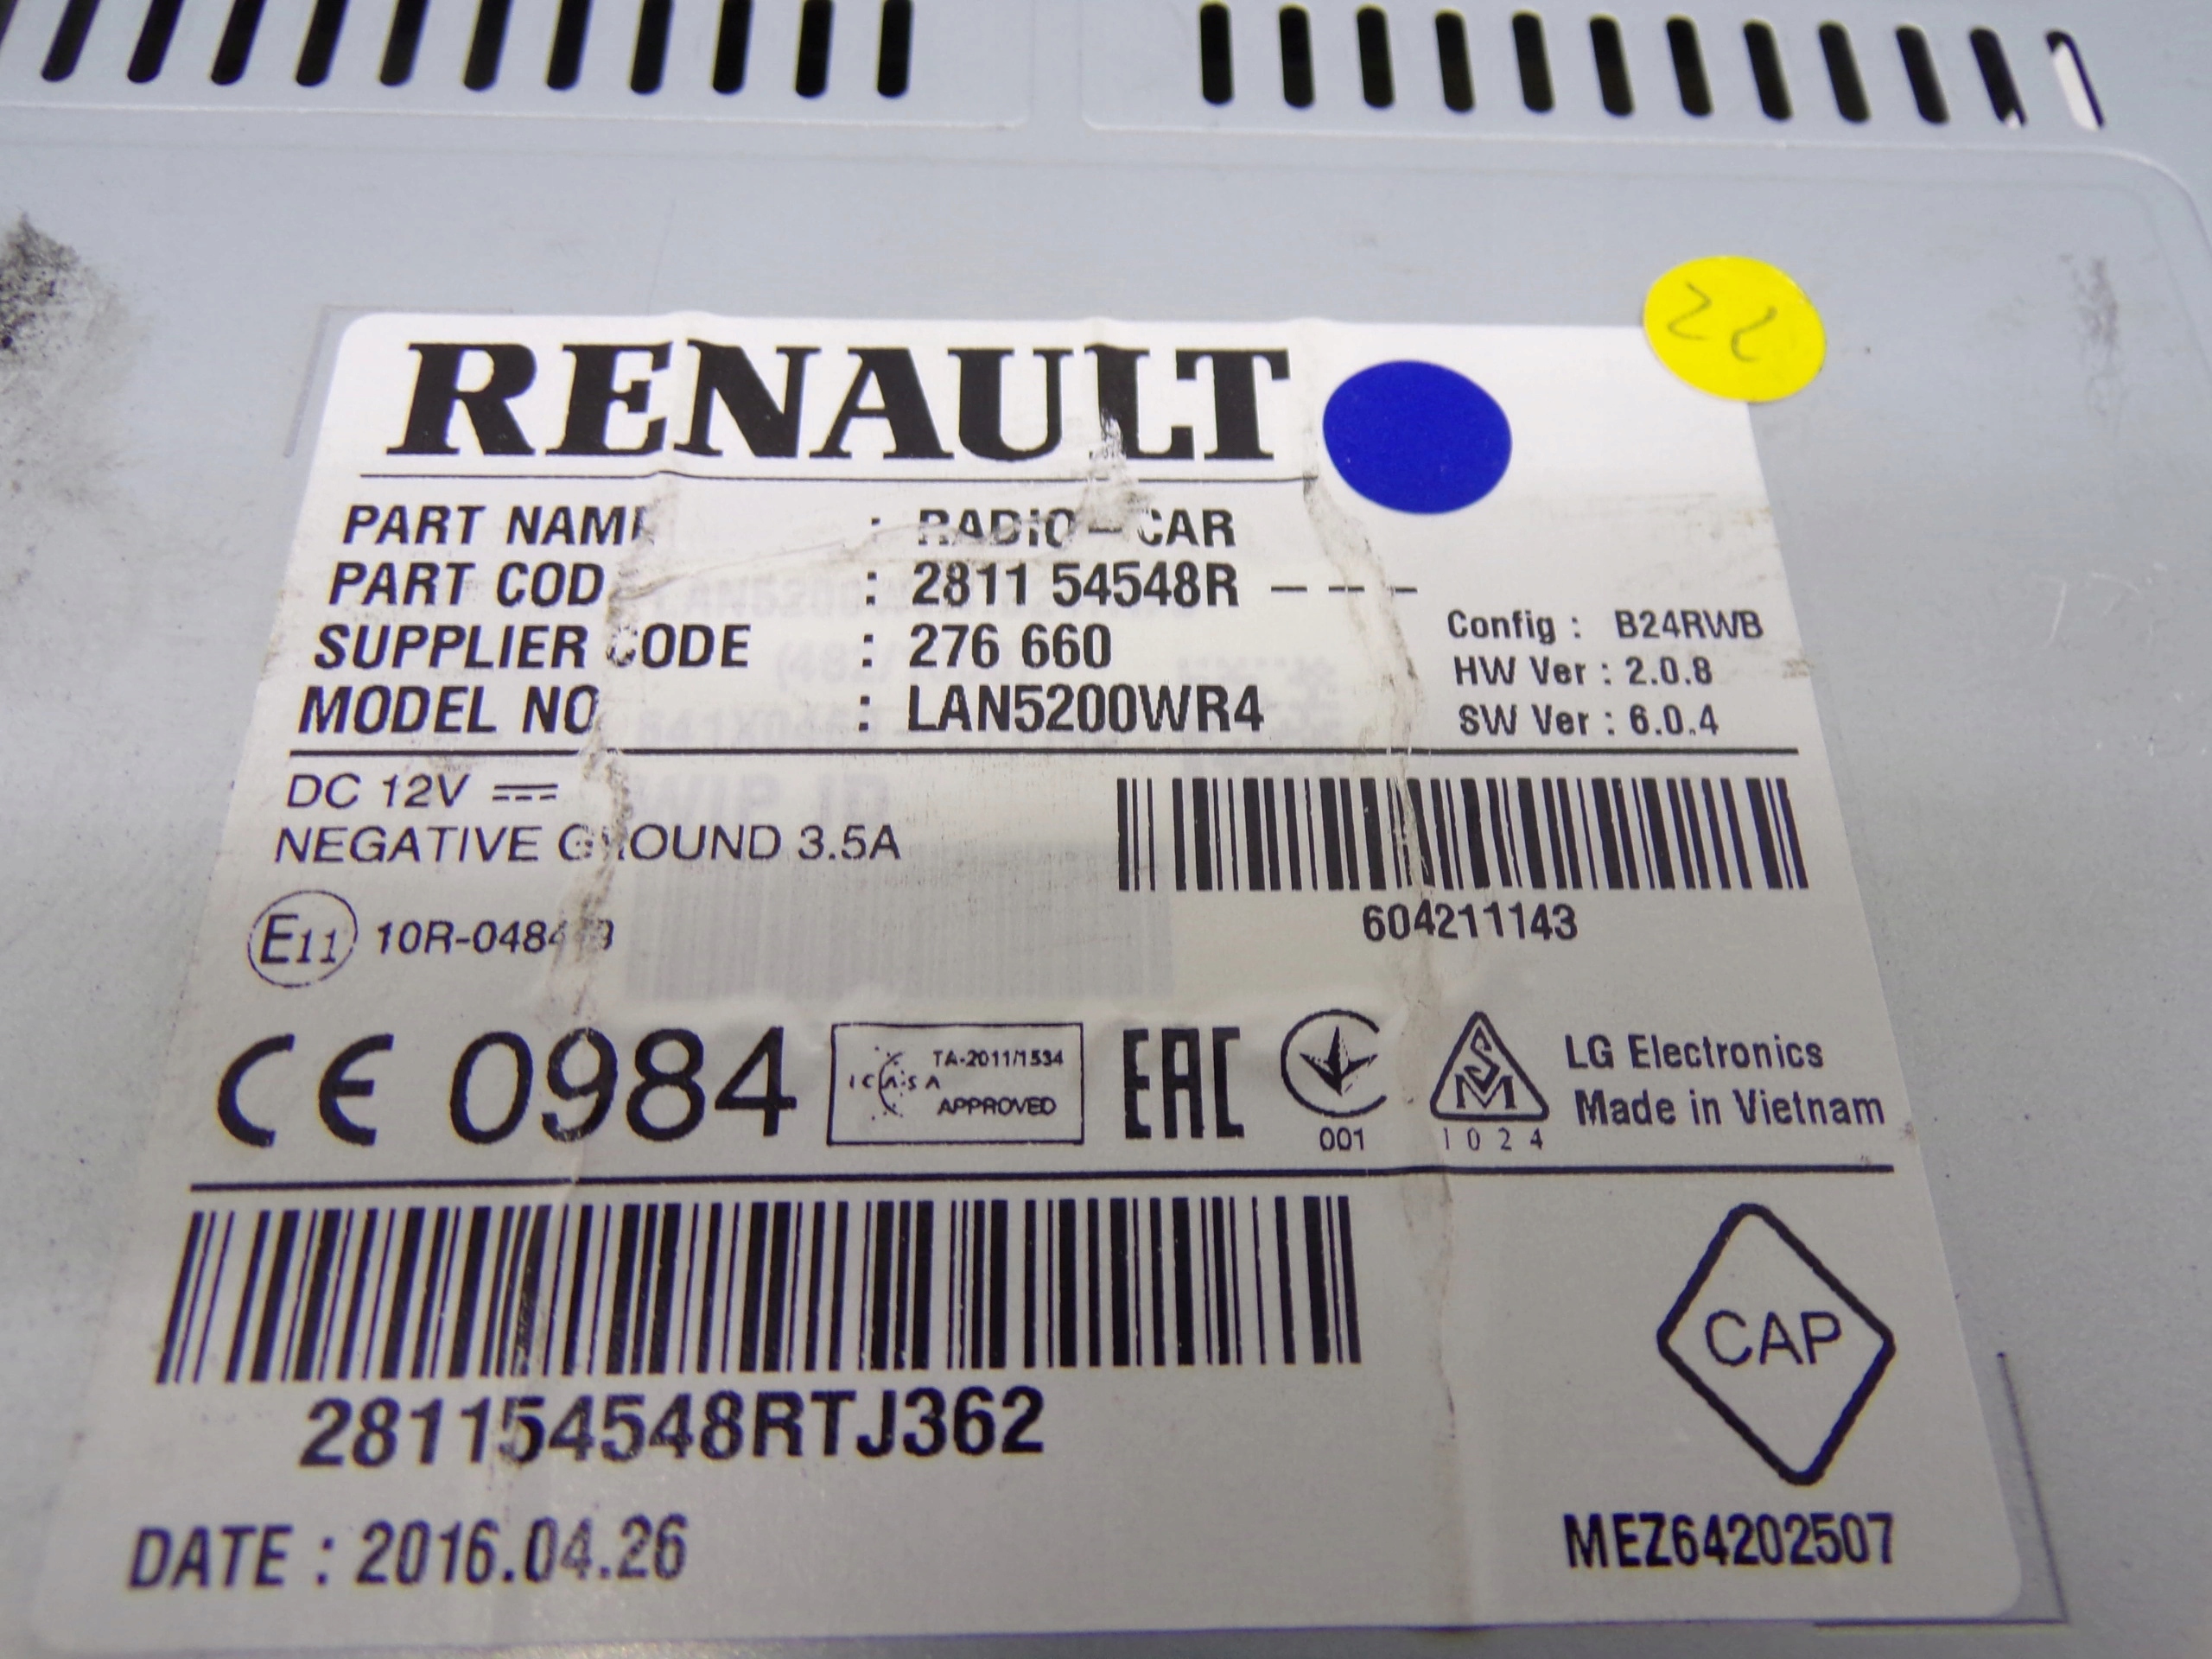 22
RENAULT
PART NAME : RADIO-CAR
PART COD : 2811 54548R ---
SUPPLIER CODE : 276 660
MODEL NO : LAN5200WR4
Config : B24RWB
HW Ver : 2.0.8
SW Ver : 6.0.4
DC 12V
NEGATIVE GROUND 3.5A
604211143
E11
CE 0984
ICASA
TA-2011/1534
APPROVED
EAC
001
SM
1024
LG Electronics
Made in Vietnam
281154548RTJ362
CAP
DATE : 2016.04.26
MEZ64202507